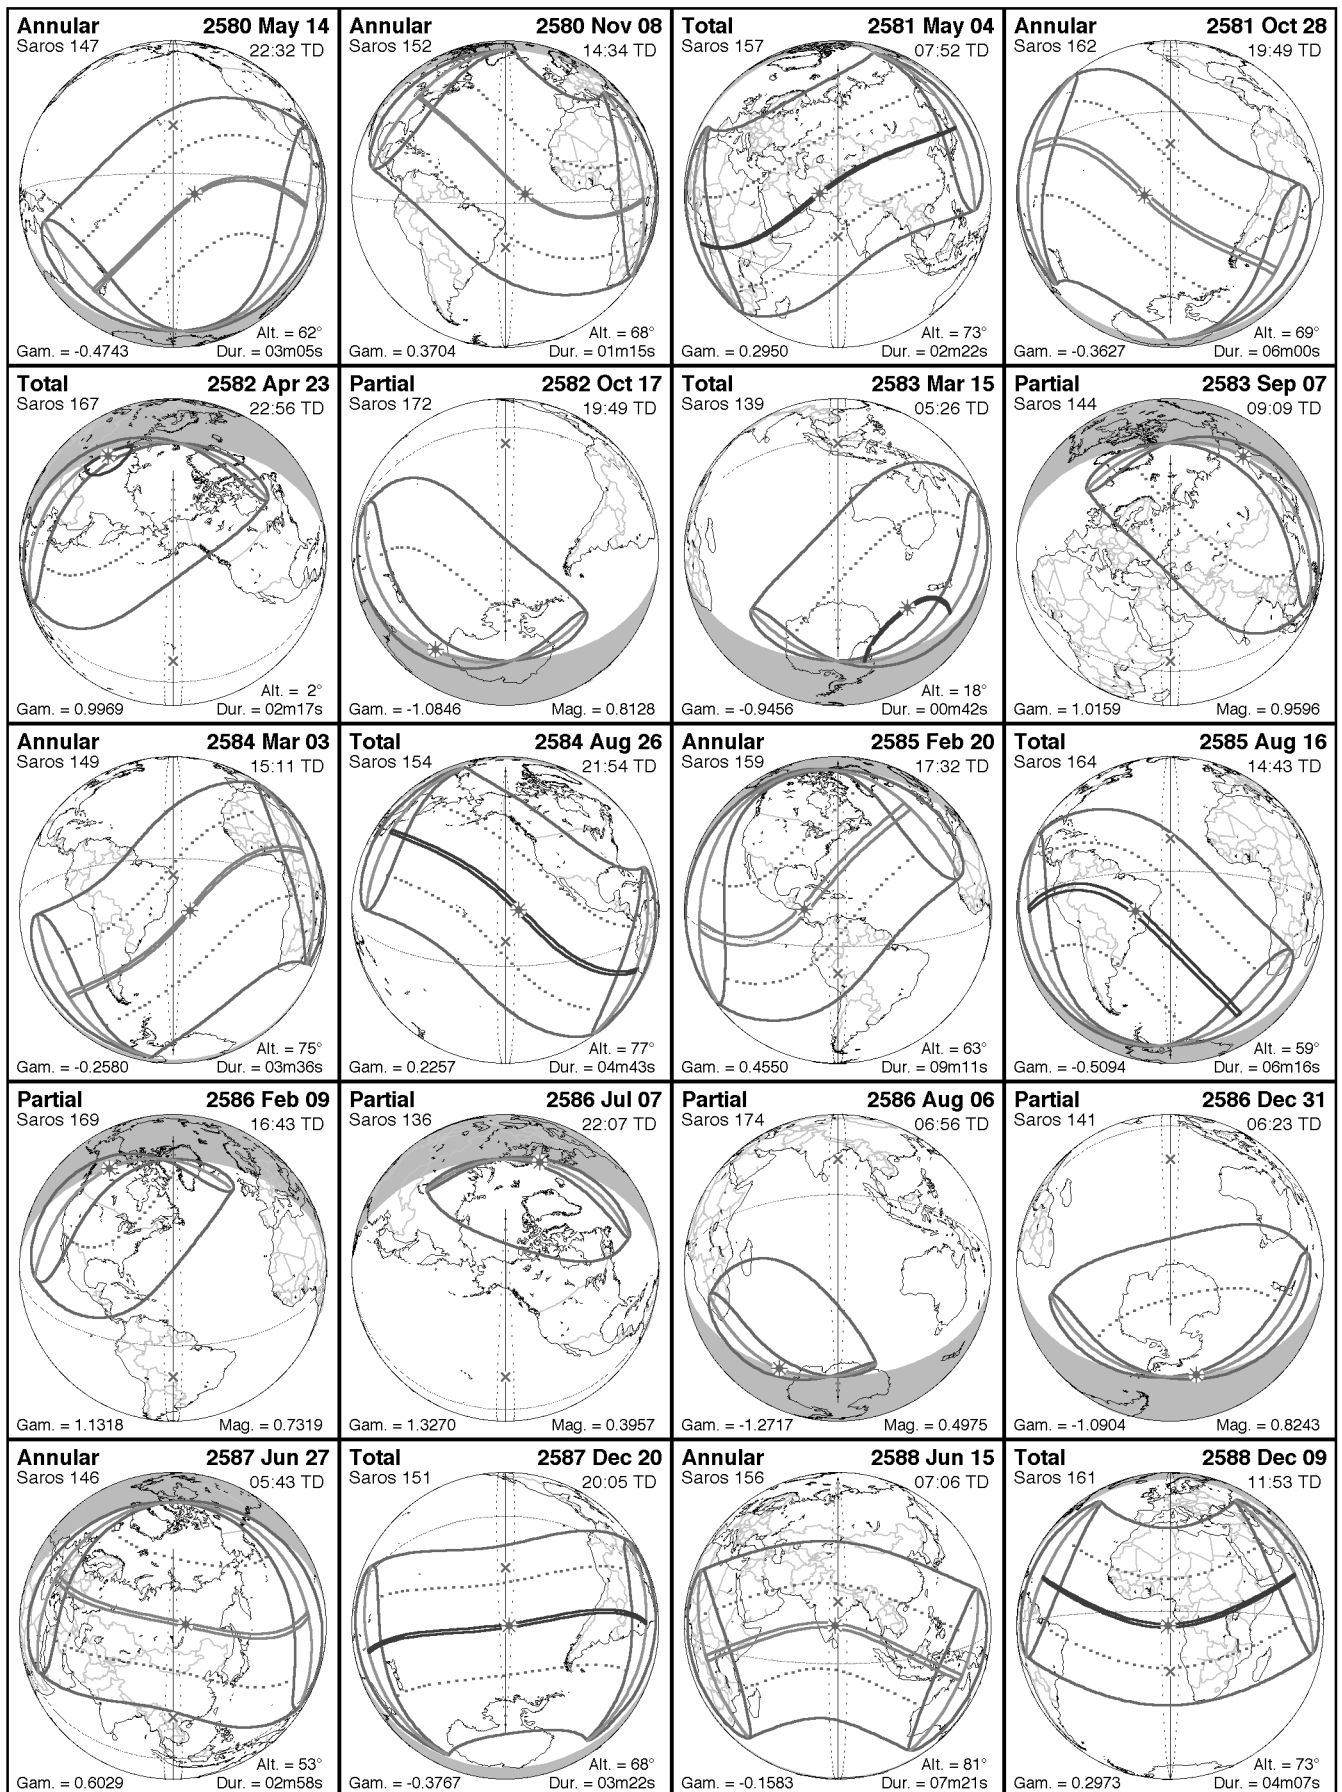 Annular 2580 May 14
Saros 147 22:32 TD
Alt. = 62°
Gam. = -0.4743 Dur. = 03m05s
Annular 2580 Nov 08
Saros 152 14:34 TD
Alt. = 68°
Gam. = 0.3704 Dur. = 01m15s
Total 2581 May 04
Saros 157 07:52 TD
Alt. = 73°
Gam. = 0.2950 Dur. = 02m22s
Annular 2581 Oct 28
Saros 162 19:49 TD
Alt. = 69°
Gam. = -0.3627 Dur. = 06m00s
Total 2582 Apr 23
Saros 167 22:56 TD
Alt. = 2°
Gam. = 0.9969 Dur. = 02m17s
Partial 2582 Oct 17
Saros 172 19:49 TD
Gam. = -1.0846 Mag. = 0.8128
Total 2583 Mar 15
Saros 139 05:26 TD
Alt. = 18°
Gam. = -0.9456 Dur. = 00m42s
Partial 2583 Sep 07
Saros 144 09:09 TD
Gam. = 1.0159 Mag. = 0.9596
Annular 2584 Mar 03
Saros 149 15:11 TD
Alt. = 75°
Gam. = -0.2580 Dur. = 03m36s
Total 2584 Aug 26
Saros 154 21:54 TD
Alt. = 77°
Gam. = 0.2257 Dur. = 04m43s
Annular 2585 Feb 20
Saros 159 17:32 TD
Alt. = 63°
Gam. = 0.4550 Dur. = 09m11s
Total 2585 Aug 16
Saros 164 14:43 TD
Alt. = 59°
Gam. = -0.5094 Dur. = 06m16s
Partial 2586 Feb 09
Saros 169 16:43 TD
Gam. = 1.1318 Mag. = 0.7319
Partial 2586 Jul 07
Saros 136 22:07 TD
Gam. = 1.3270 Mag. = 0.3957
Partial 2586 Aug 06
Saros 174 06:56 TD
Gam. = -1.2717 Mag. = 0.4975
Partial 2586 Dec 31
Saros 141 06:23 TD
Gam. = -1.0904 Mag. = 0.8243
Annular 2587 Jun 27
Saros 146 05:43 TD
Alt. = 53°
Gam. = 0.6029 Dur. = 02m58s
Total 2587 Dec 20
Saros 151 20:05 TD
Alt. = 68°
Gam. = -0.3767 Dur. = 03m22s
Annular 2588 Jun 15
Saros 156 07:06 TD
Alt. = 81°
Gam. = -0.1583 Dur. = 07m21s
Total 2588 Dec 09
Saros 161 11:53 TD
Alt. = 73°
Gam. = 0.2973 Dur. = 04m07s